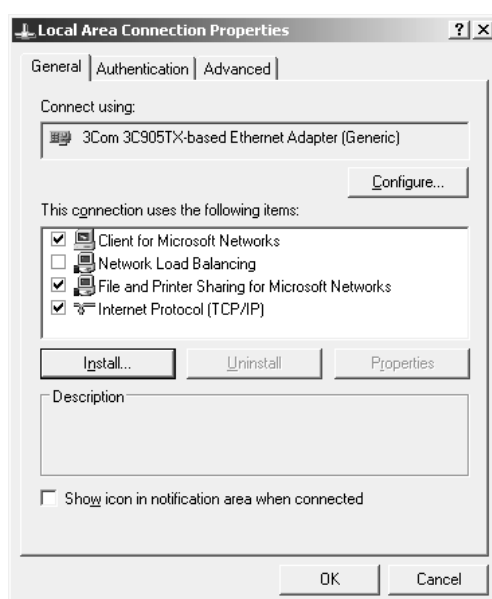 Local Area Connection Properties ? ×
General Authentication Advanced
Connect using:
3Com 3C905TX-based Ethernet Adapter (Generic)
Configure...
This connection uses the following items:
Client for Microsoft Networks
Network Load Balancing
File and Printer Sharing for Microsoft Networks
Internet Protocol (TCP/IP)
Install... Uninstall Properties
Description
Show icon in notification area when connected
OK Cancel